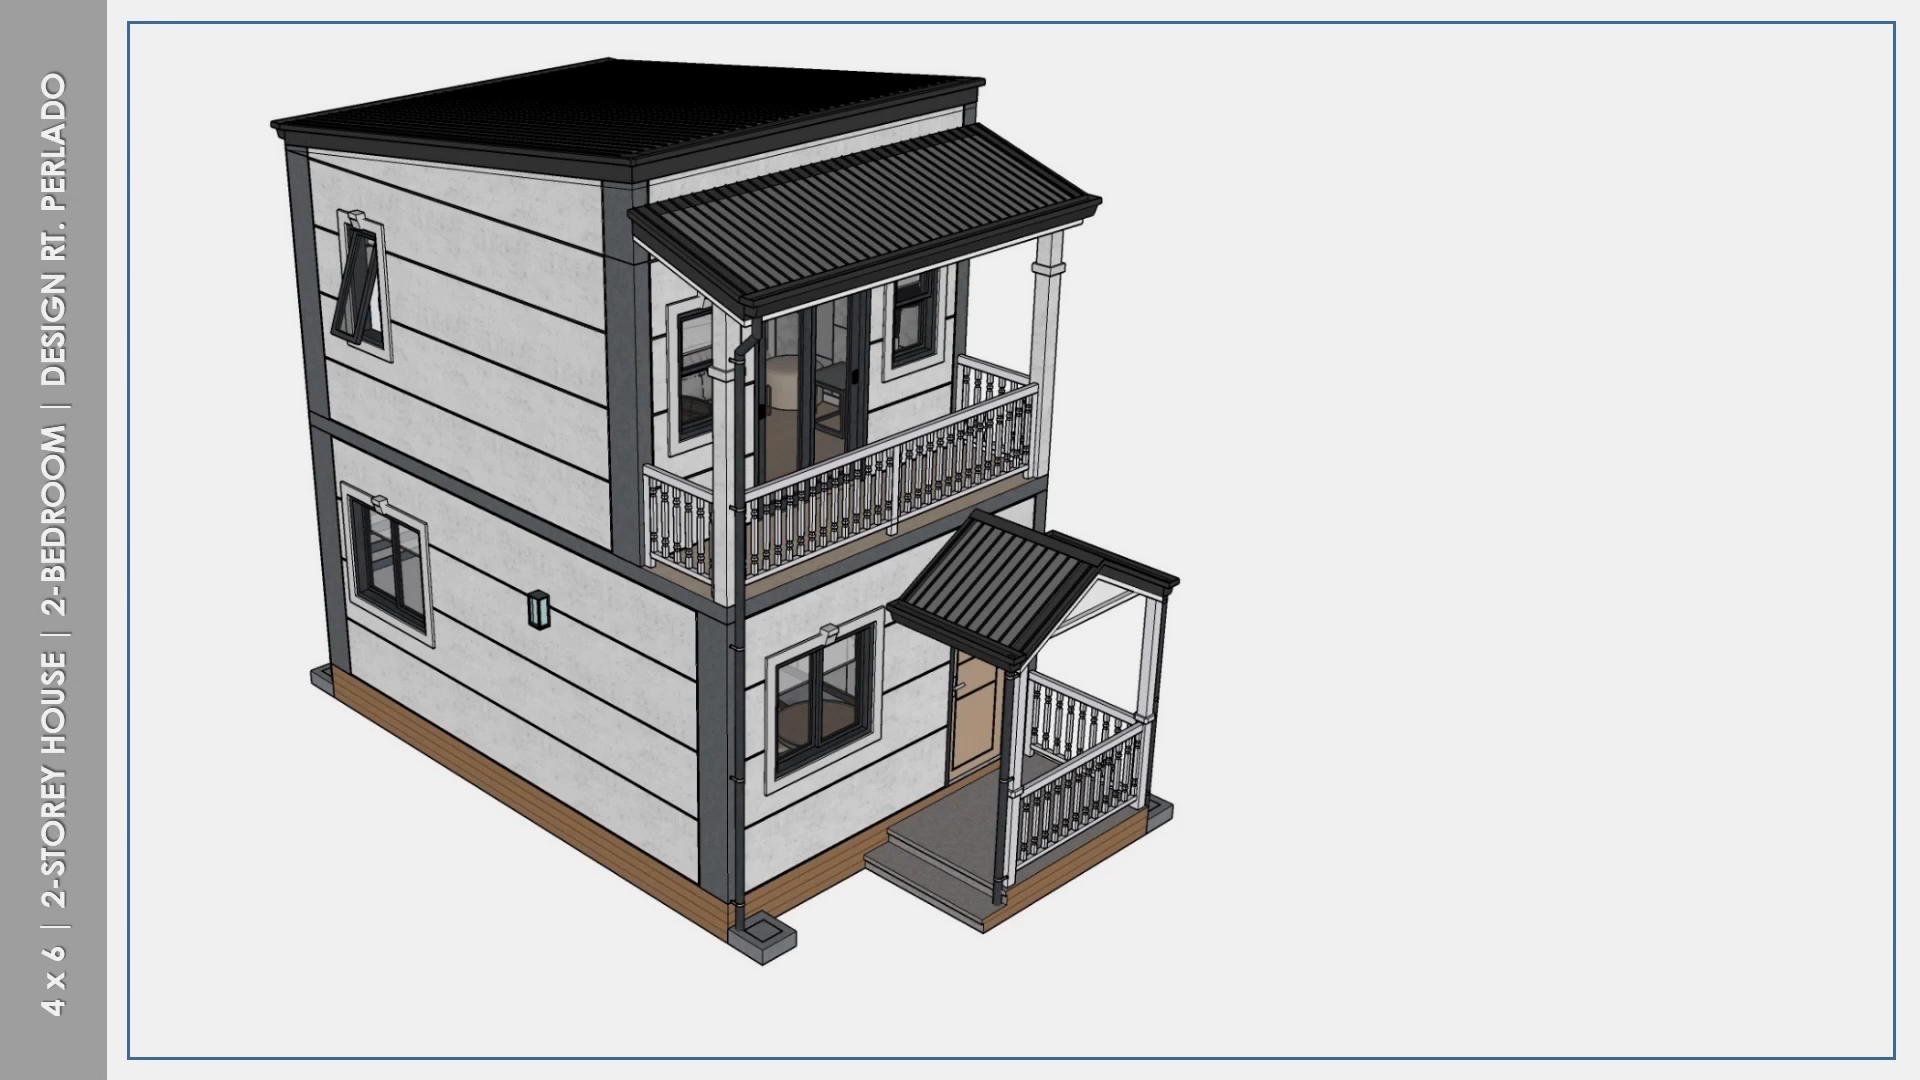 4 x 6 | 2-STOREY HOUSE | 2-BEDROOM | DESIGN RT. PERLADO